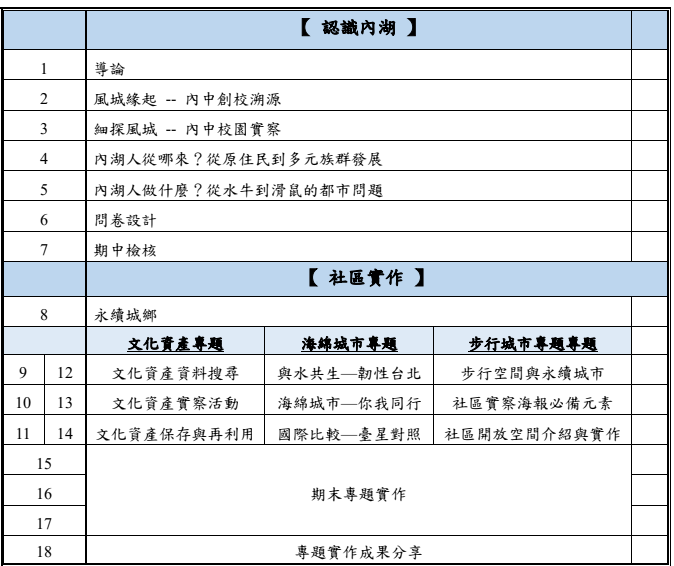 【 認識內湖 】
1 導論
2 風城緣起 -- 內中創校溯源
3 細探風城 -- 內中校園實察
4 內湖人從哪來？從原住民到多元族群發展
5 內湖人做什麼？從水牛到滑鼠的都市問題
6 問卷設計
7 期中檢核
【 社區實作 】
8 永續城鄉
文化資產專題 海綿城市專題 步行城市專題專題
9 12 文化資產資料搜尋 與水共生—韌性台北 步行空間與永續城市
10 13 文化資產實察活動 海綿城市—你我同行 社區實察海報必備元素
11 14 文化資產保存與再利用 國際比較—臺星對照 社區開放空間介紹與實作
15
16 期末專題實作
17
18 專題實作成果分享